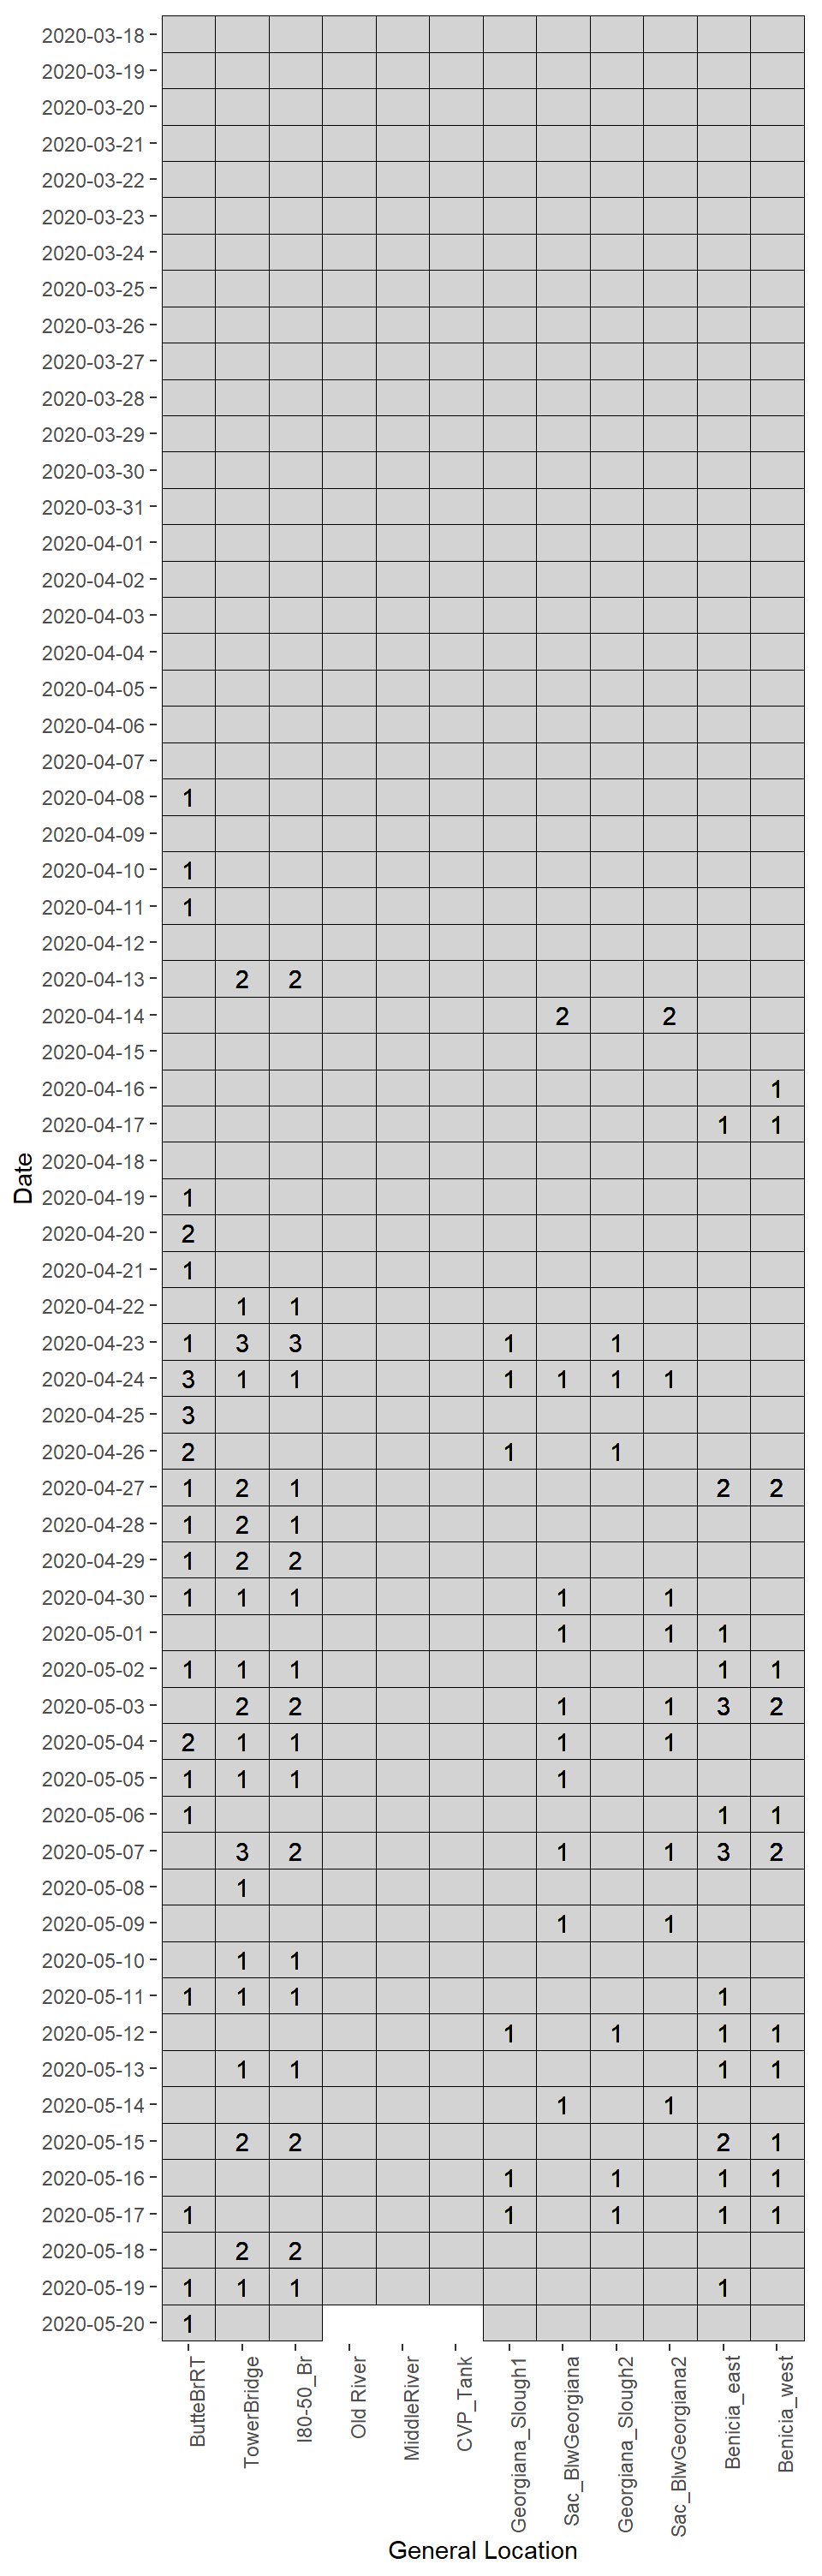 2020-03-18
2020-03-19
2020-03-20
2020-03-21
2020-03-22
2020-03-23
2020-03-24
2020-03-25
2020-03-26
2020-03-27
2020-03-28
2020-03-29
2020-03-30
2020-03-31
2020-04-01
2020-04-02
2020-04-03
2020-04-04
2020-04-05
2020-04-06
2020-04-07
2020-04-08 1
2020-04-09
2020-04-10 1
2020-04-11 1
2020-04-12
2020-04-13 2 2
2020-04-14 2 2
2020-04-15
2020-04-16 1
2020-04-17 1 1
2020-04-18
Date
2020-04-19 1
2020-04-20 2
2020-04-21 1
2020-04-22 1 1
2020-04-23 1 3 3 1 1
2020-04-24 3 1 1 1 1 1 1
2020-04-25 3
2020-04-26 2 1 1
2020-04-27 1 2 1 2 2
2020-04-28 1 2 1
2020-04-29 1 2 2
2020-04-30 1 1 1 1 1
2020-05-01 1 1 1
2020-05-02 1 1 1 1 1
2020-05-03 2 2 1 1 3 2
2020-05-04 2 1 1 1 1
2020-05-05 1 1 1 1
2020-05-06 1 1 1
2020-05-07 3 2 1 1 3 2
2020-05-08 1
2020-05-09 1 1
2020-05-10 1 1
2020-05-11 1 1 1 1
2020-05-12 1 1 1 1
2020-05-13 1 1 1 1
2020-05-14 1 1
2020-05-15 2 2 2 1
2020-05-16 1 1 1 1
2020-05-17 1 1 1 1 1
2020-05-18 2 2
2020-05-19 1 1 1 1
2020-05-20 1
ButteBrRT
TowerBridge
I80-50_Br
Old River
MiddleRiver
CVP_Tank
Georgiana_Slough1
Sac_BlwGeorgiana
Georgiana_Slough2
Sac_BlwGeorgiana2
Benicia_east
Benicia_west
General Location